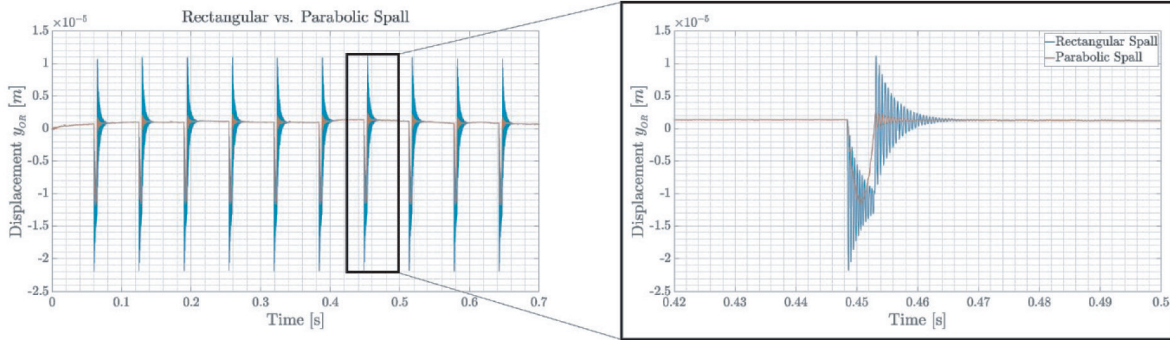 Rectangular vs. Parabolic Spall
×10⁻⁵
1.5
1
0.5
0
-0.5
-1
-1.5
-2
-2.5
Displacement y_OR [m]
0 0.1 0.2 0.3 0.4 0.5 0.6 0.7
Time [s]
×10⁻⁵
1.5
1
0.5
0
-0.5
-1
-1.5
-2
-2.5
Displacement y_OR [m]
Rectangular Spall
Parabolic Spall
0.42 0.43 0.44 0.45 0.46 0.47 0.48 0.49 0.5
Time [s]